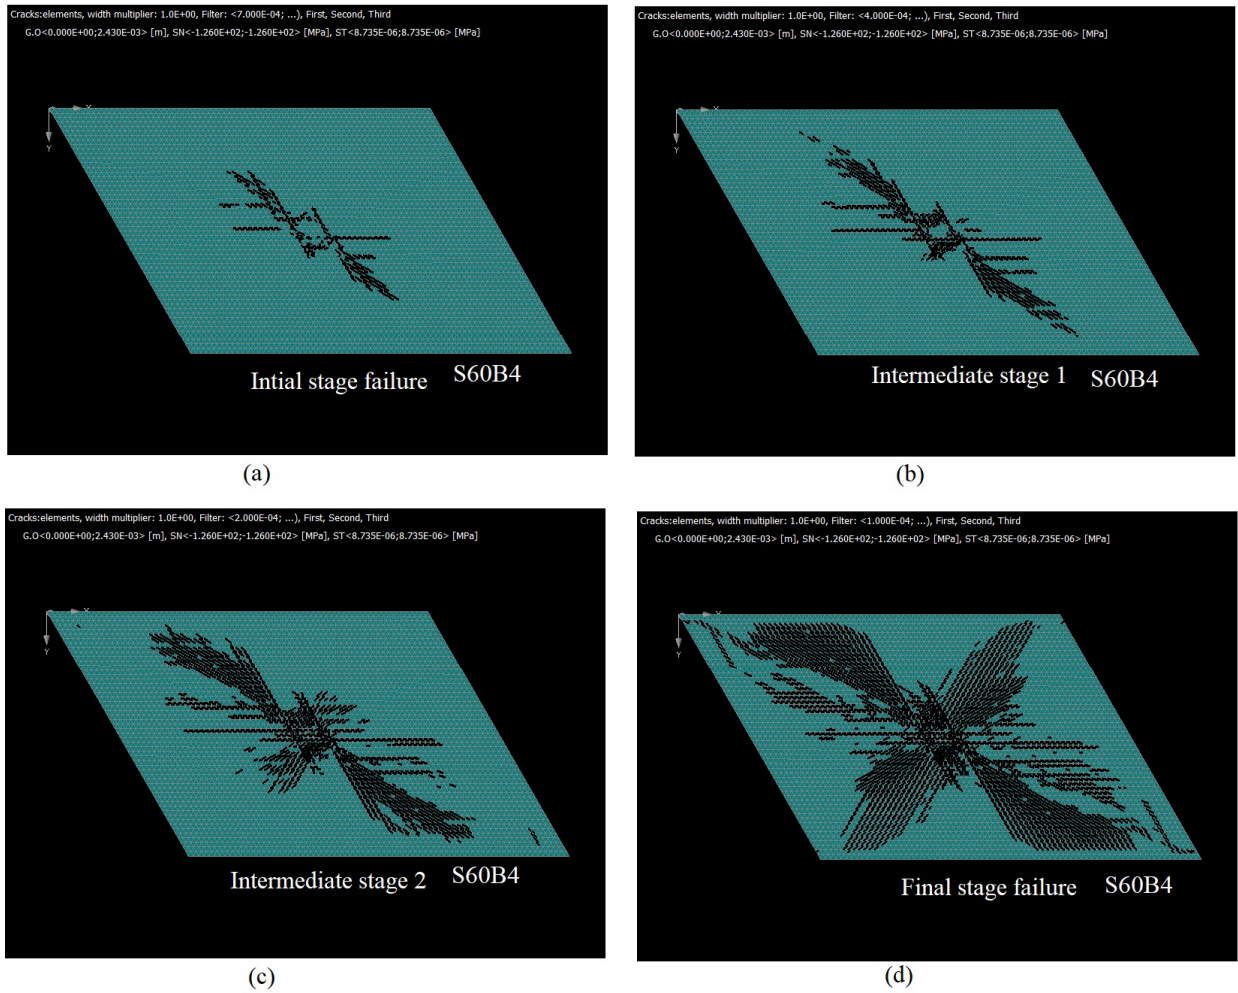 Cracks:elements, width multiplier: 1.0E+00, Filter: <7.000E-04; ...), First, Second, Third
G.O<0.000E+00;2.430E-03> [m], SN<-1.260E+02;-1.260E+02> [MPa], ST<8.735E-06;8.735E-06> [MPa]
X
Y
Intial stage failure S60B4
(a)
Cracks:elements, width multiplier: 1.0E+00, Filter: <4.000E-04; ...), First, Second, Third
G.O<0.000E+00;2.430E-03> [m], SN<-1.260E+02;-1.260E+02> [MPa], ST<8.735E-06;8.735E-06> [MPa]
X
Y
Intermediate stage 1 S60B4
(b)
Cracks:elements, width multiplier: 1.0E+00, Filter: <2.000E-04; ...), First, Second, Third
G.O<0.000E+00;2.430E-03> [m], SN<-1.260E+02;-1.260E+02> [MPa], ST<8.735E-06;8.735E-06> [MPa]
X
Y
Intermediate stage 2 S60B4
(c)
Cracks:elements, width multiplier: 1.0E+00, Filter: <1.000E-04; ...), First, Second, Third
G.O<0.000E+00;2.430E-03> [m], SN<-1.260E+02;-1.260E+02> [MPa], ST<8.735E-06;8.735E-06> [MPa]
X
Y
Final stage failure S60B4
(d)